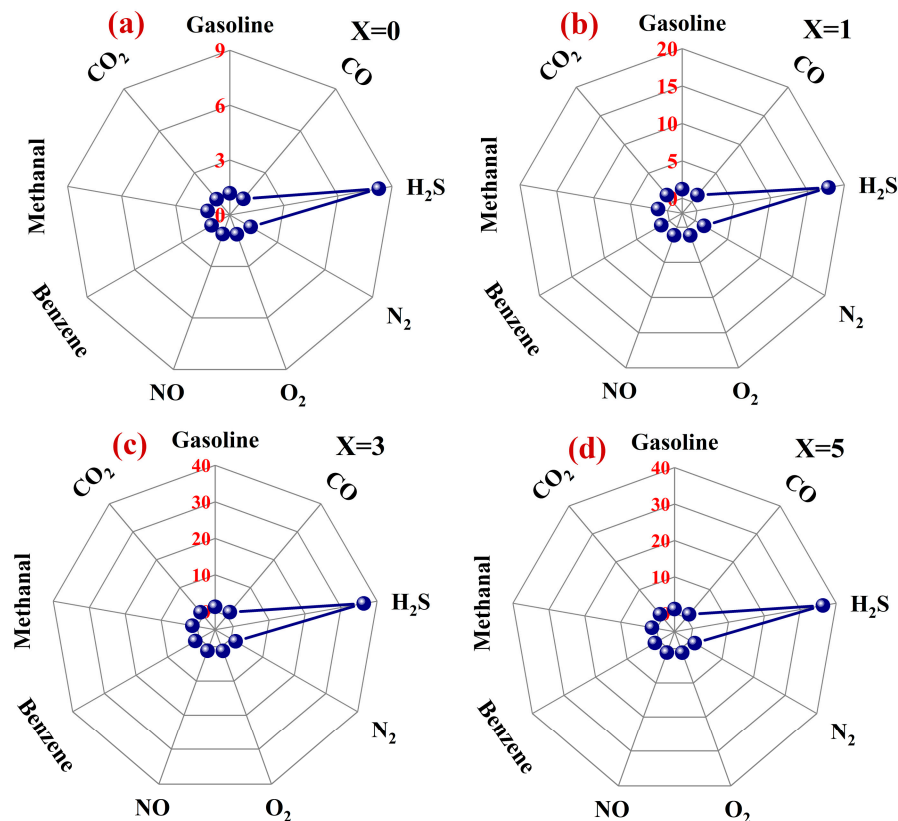 (a)
Gasoline
X=0
9
6
3
0
CO
H₂S
N₂
O₂
NO
Benzene
Methanal
CO₂
(b)
Gasoline
X=1
20
15
10
5
0
CO
H₂S
N₂
O₂
NO
Benzene
Methanal
CO₂
(c)
Gasoline
X=3
40
30
20
10
CO
H₂S
N₂
O₂
NO
Benzene
Methanal
CO₂
(d)
Gasoline
X=5
40
30
20
10
CO
H₂S
N₂
O₂
NO
Benzene
Methanal
CO₂